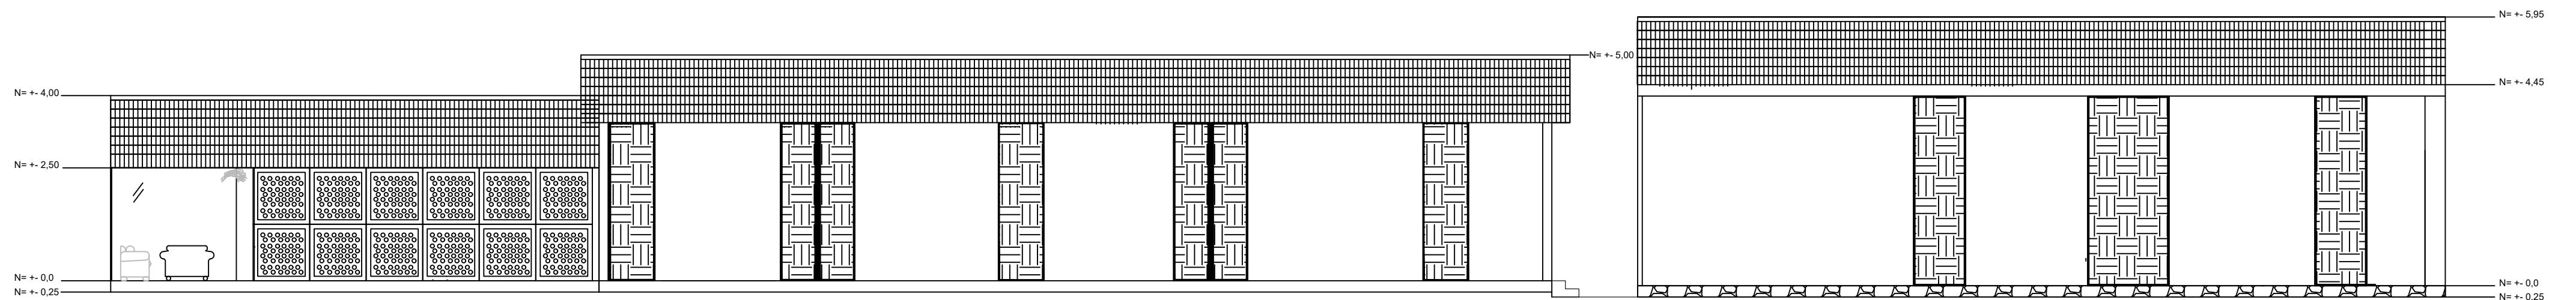 N= +- 5,95
N= +- 5,00
N= +- 4,45
N= +- 4,00
N= +- 2,50
N= +- 0,0
N= +- 0,25
N= +- 0,0
N= +- 0.25